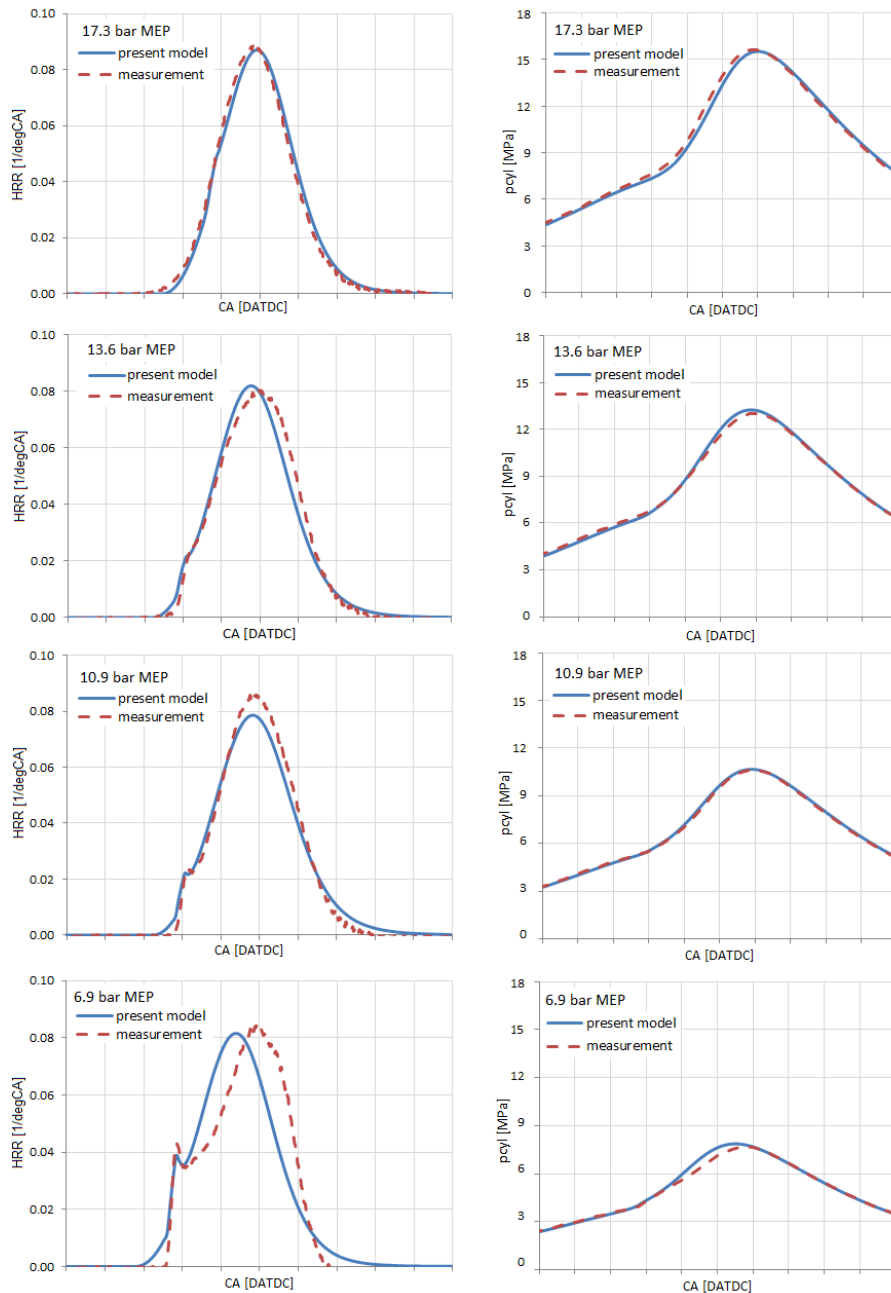 17.3 bar MEP
present model
measurement
HRR [1/degCA]
0.10
0.08
0.06
0.04
0.02
0.00
CA [DATDC]
17.3 bar MEP
present model
measurement
pcyl [MPa]
18
15
12
9
6
3
0
CA [DATDC]
13.6 bar MEP
present model
measurement
HRR [1/degCA]
0.10
0.08
0.06
0.04
0.02
0.00
CA [DATDC]
13.6 bar MEP
present model
measurement
pcyl [MPa]
18
15
12
9
6
3
0
CA [DATDC]
10.9 bar MEP
present model
measurement
HRR [1/degCA]
0.10
0.08
0.06
0.04
0.02
0.00
CA [DATDC]
10.9 bar MEP
present model
measurement
pcyl [MPa]
18
15
12
9
6
3
0
CA [DATDC]
6.9 bar MEP
present model
measurement
HRR [1/degCA]
0.10
0.08
0.06
0.04
0.02
0.00
CA [DATDC]
6.9 bar MEP
present model
measurement
pcyl [MPa]
18
15
12
9
6
3
0
CA [DATDC]